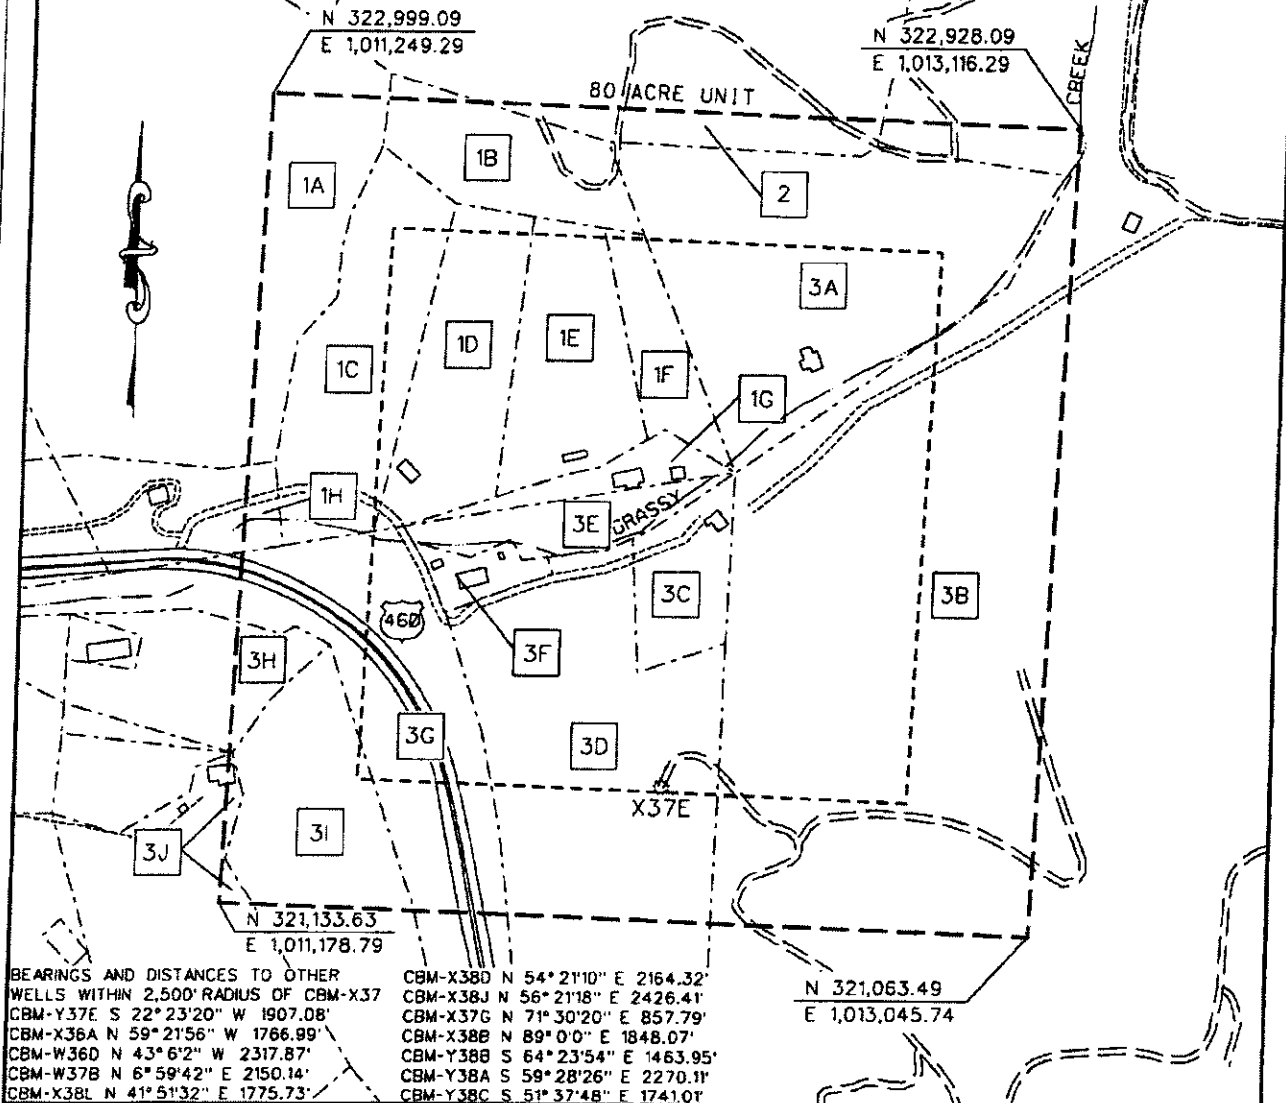 N 322,999.09
E 1,011,249.29
N 322,928.09
E 1,013,116.29
CREEK
80 ACRE UNIT
1A
1B
2
3A
1C
1D
1E
1F
1G
1H
3E
GRASSY
3C
3B
460
3F
3H
3G
3D
X37E
3I
3J
N 321,133.63
E 1,011,178.79
N 321,063.49
E 1,013,045.74
BEARINGS AND DISTANCES TO OTHER
WELLS WITHIN 2,500' RADIUS OF CBM-X37
CBM-Y37E S 22°23'20" W 1907.08'
CBM-X36A N 59°21'56" W 1766.99'
CBM-W36D N 43°6'2" W 2317.87'
CBM-W37B N 6°59'42" E 2150.14'
CBM-X38L N 41°51'32" E 1775.73'
CBM-X38D N 54°21'10" E 2164.32'
CBM-X38J N 56°21'18" E 2426.41'
CBM-X37G N 71°30'20" E 857.79'
CBM-X38B N 89°0'0" E 1848.07'
CBM-Y38B S 64°23'54" E 1463.95'
CBM-Y38A S 59°28'26" E 2270.11'
CBM-Y38C S 51°37'48" E 1741.01'